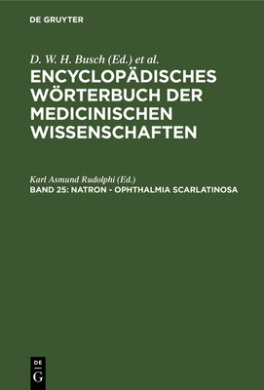 DE GRUYTER
D. W. H. Busch (Ed.) et al.
ENCYCLOPÄDISCHES
WÖRTERBUCH DER
MEDICINISCHEN
WISSENSCHAFTEN
Karl Asmund Rudolphi (Ed.)
BAND 25: NATRON - OPHTHALMIA SCARLATINOSA
DE
G